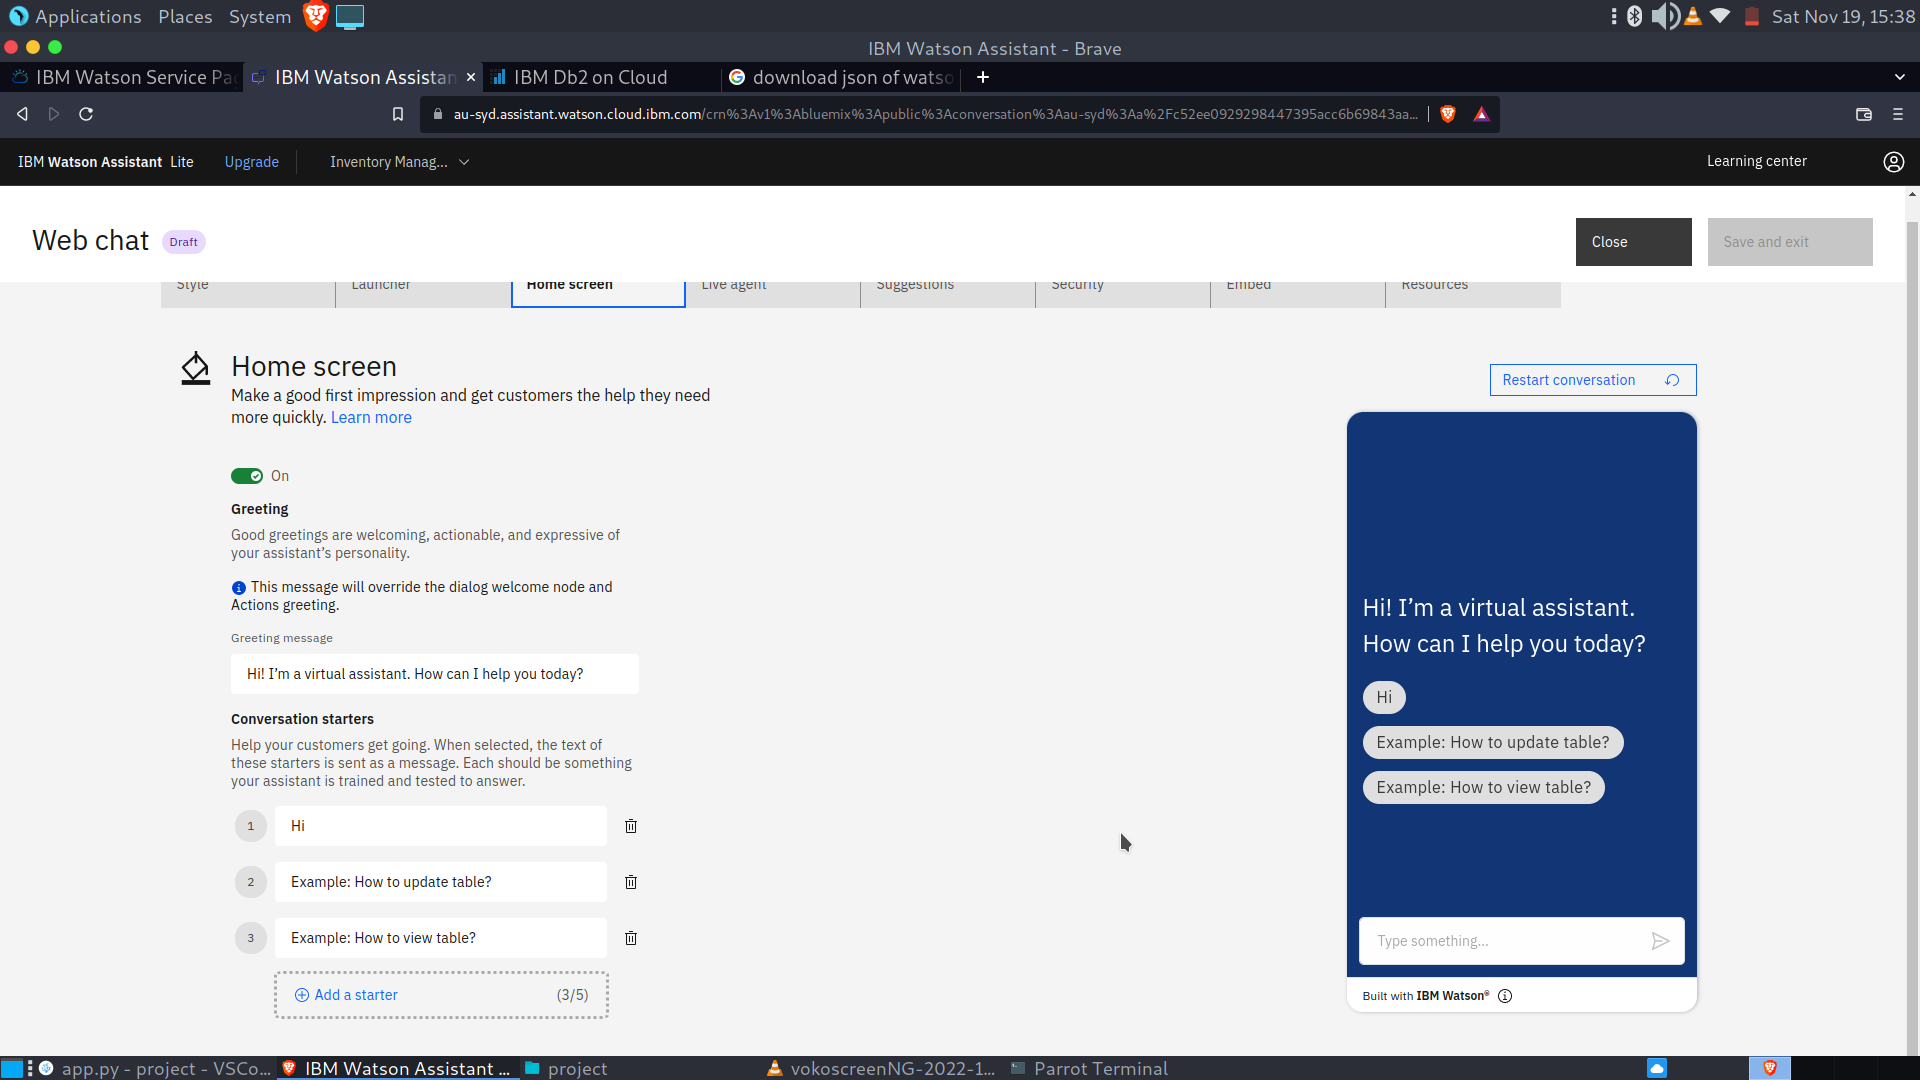 Applications Places System
Sat Nov 19, 15:38
IBM Watson Assistant - Brave
IBM Watson Service Pa
IBM Watson Assistan
IBM Db2 on Cloud
download json of wats
au-syd.assistant.watson.cloud.ibm.com/crn%3Av1%3Abluemix%3Apublic%3Aconversation%3Aau-syd%3Aa%2Fc52ee0929298447395acc6b69843aa...
IBM Watson Assistant Lite
Upgrade
Inventory Manag...
Learning center
Web chat
Draft
Close
Save and exit
Style
Launcher
Home screen
Live agent
Suggestions
Security
Embed
Resources
Home screen
Make a good first impression and get customers the help they need
more quickly. Learn more
Restart conversation
On
Greeting
Good greetings are welcoming, actionable, and expressive of
your assistant’s personality.
This message will override the dialog welcome node and
Actions greeting.
Greeting message
Hi! I’m a virtual assistant. How can I help you today?
Conversation starters
Help your customers get going. When selected, the text of
these starters is sent as a message. Each should be something
your assistant is trained and tested to answer.
1
Hi
2
Example: How to update table?
3
Example: How to view table?
Add a starter (3/5)
Hi! I’m a virtual assistant.
How can I help you today?
Hi
Example: How to update table?
Example: How to view table?
Type something...
Built with IBM Watson®
app.py - project - VSCo...
IBM Watson Assistant ...
project
vokoscreenNG-2022-1...
Parrot Terminal